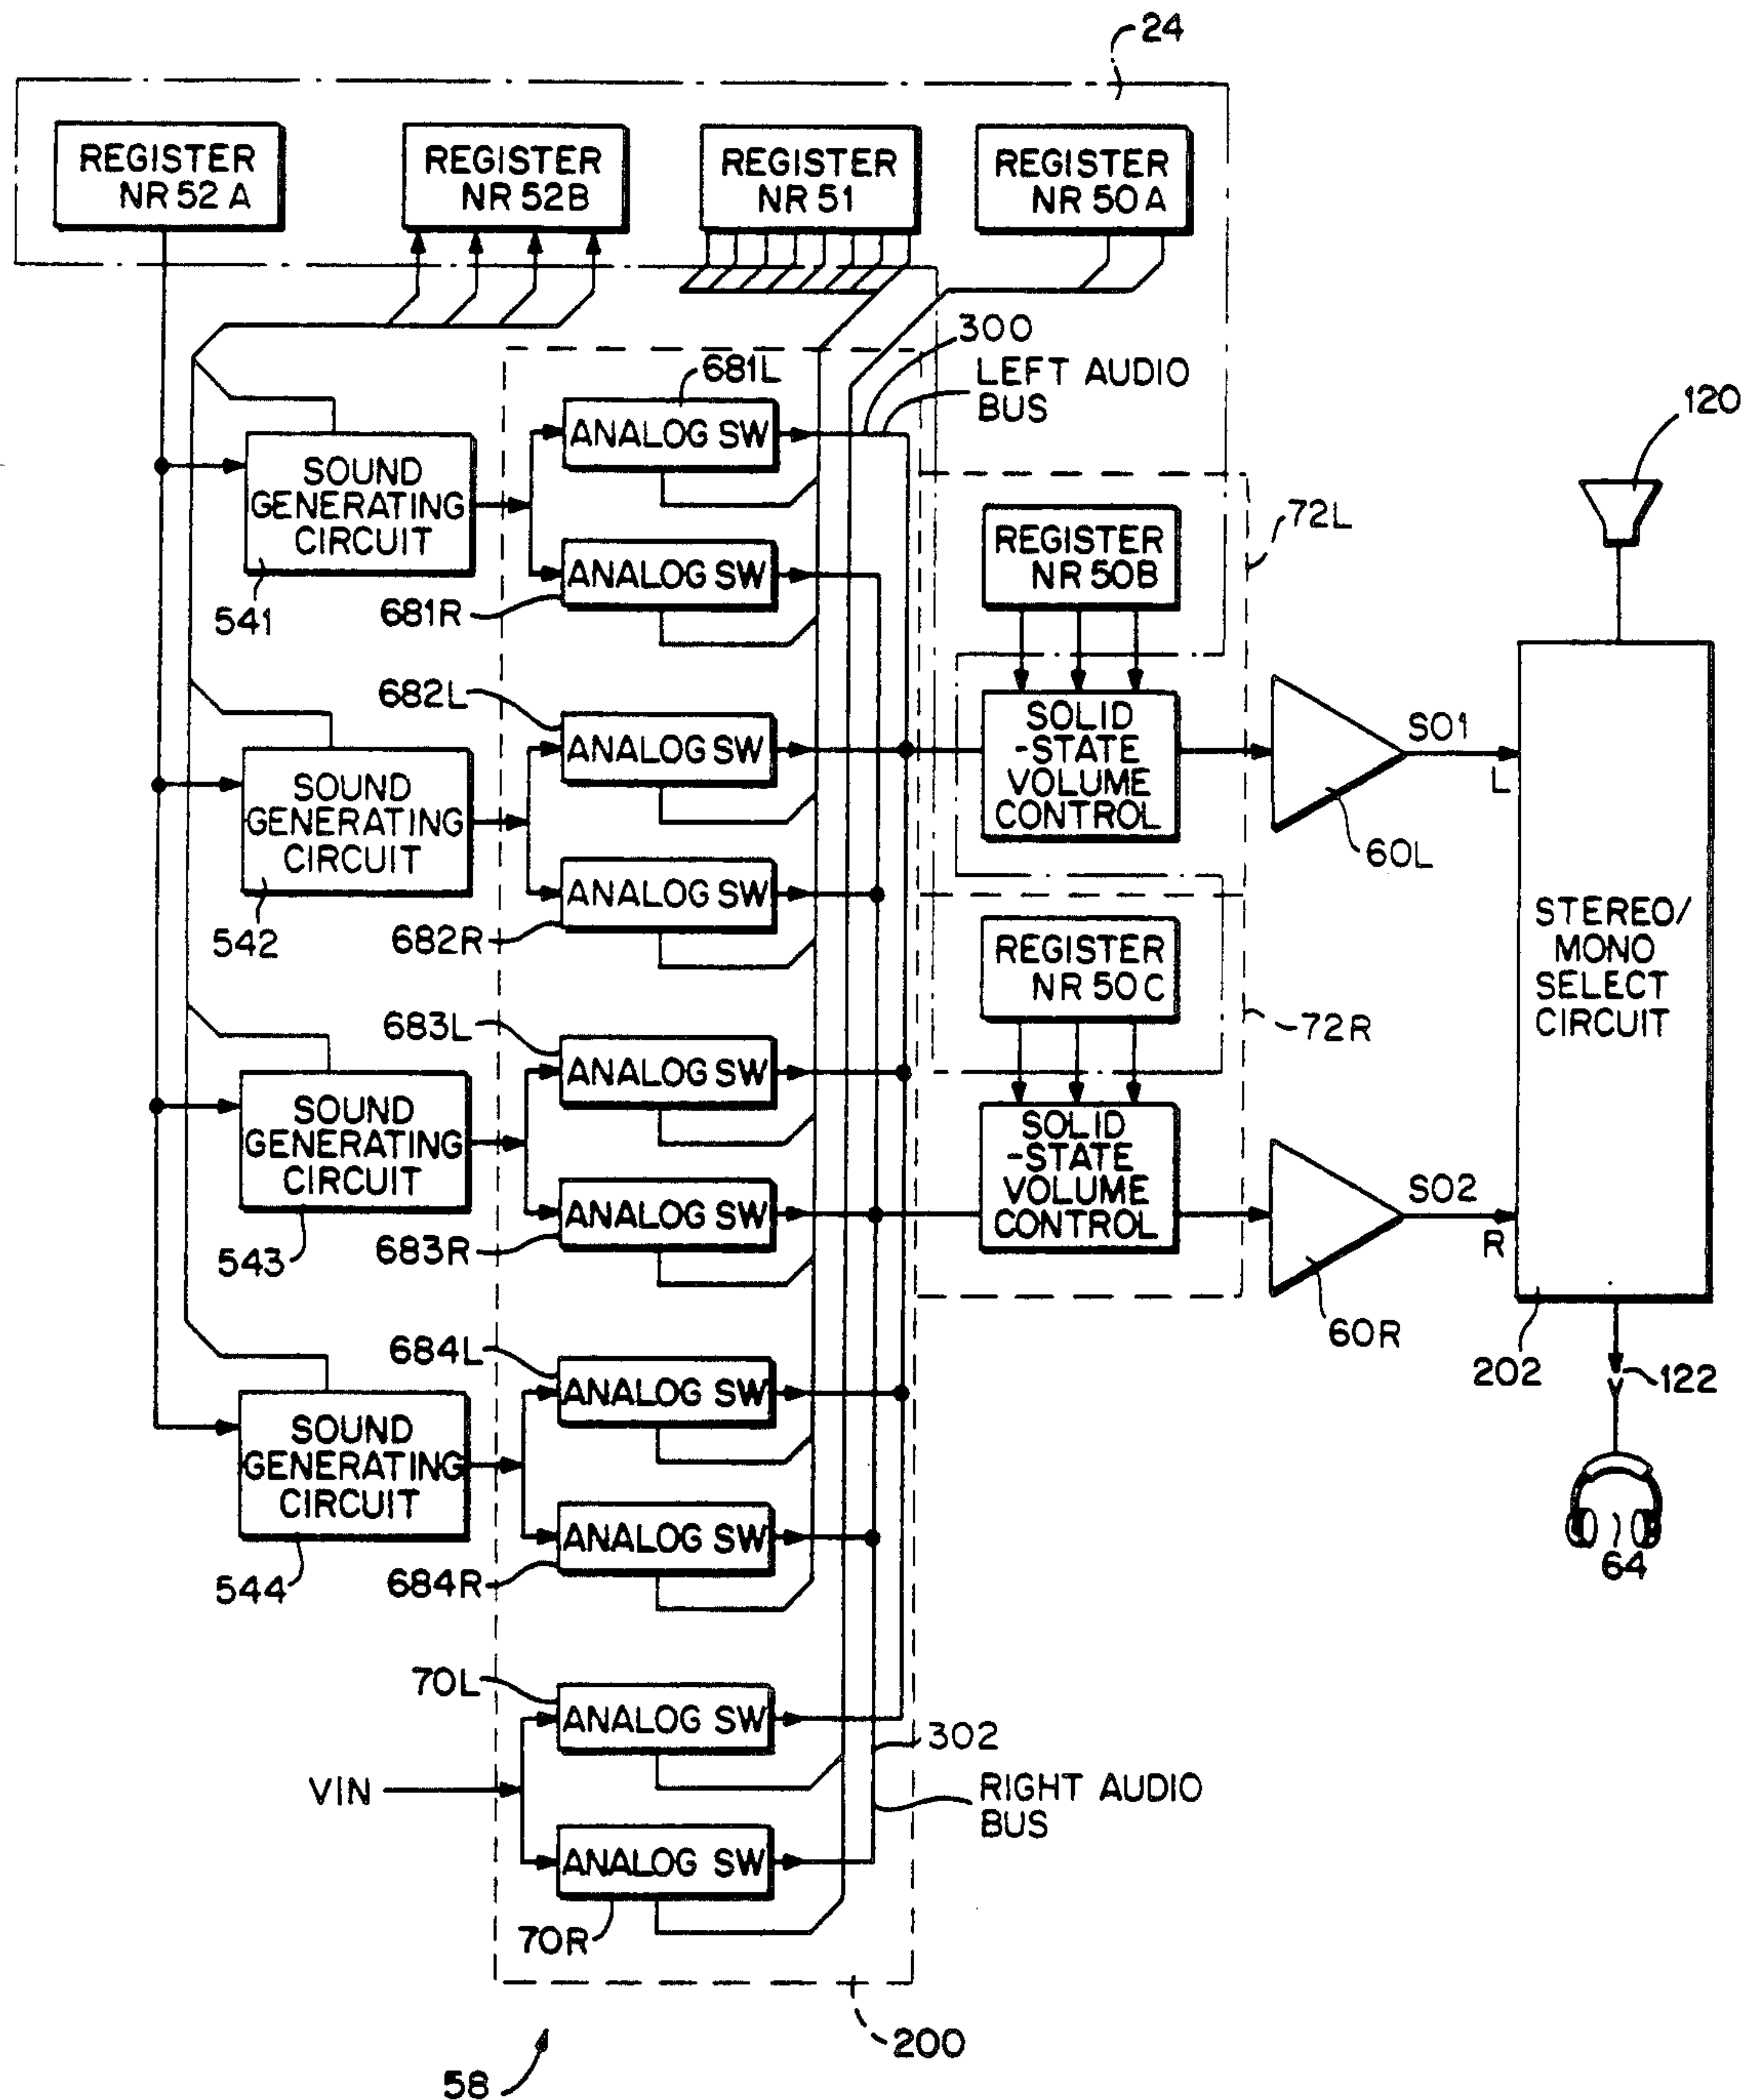 24
REGISTER
NR 52A
REGISTER
NR 52B
REGISTER
NR 51
REGISTER
NR 50A
300
LEFT AUDIO
BUS
681L
ANALOG SW
120
SOUND
GENERATING
CIRCUIT
541
ANALOG SW
681R
REGISTER
NR 50B
72L
682L
ANALOG SW
SOLID
-STATE
VOLUME
CONTROL
SO1
L
60L
SOUND
GENERATING
CIRCUIT
542
ANALOG SW
682R
REGISTER
NR 50C
72R
STEREO/
MONO
SELECT
CIRCUIT
683L
ANALOG SW
SOUND
GENERATING
CIRCUIT
543
ANALOG SW
683R
SOLID
-STATE
VOLUME
CONTROL
SO2
R
60R
202
122
684L
ANALOG SW
SOUND
GENERATING
CIRCUIT
544
ANALOG SW
684R
64
70L
ANALOG SW
302
VIN
RIGHT AUDIO
BUS
ANALOG SW
70R
200
58